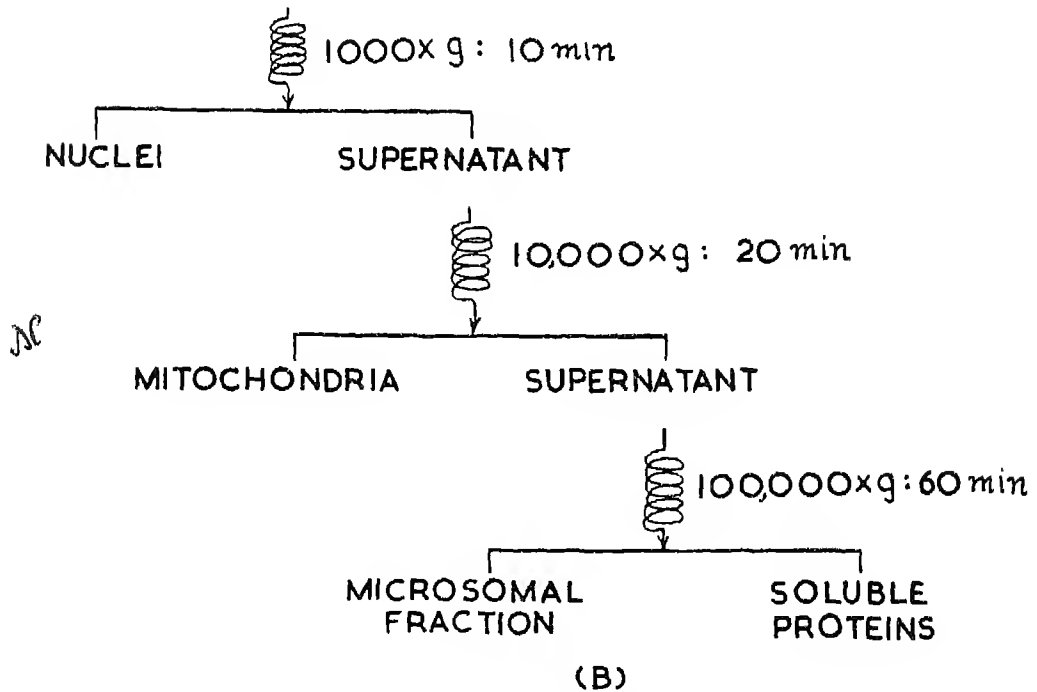 1000× g : 10 min
NUCLEI SUPERNATANT
10,000×g : 20 min
MITOCHONDRIA SUPERNATANT
100,000×g : 60 min
MICROSOMAL SOLUBLE
FRACTION PROTEINS
(B)